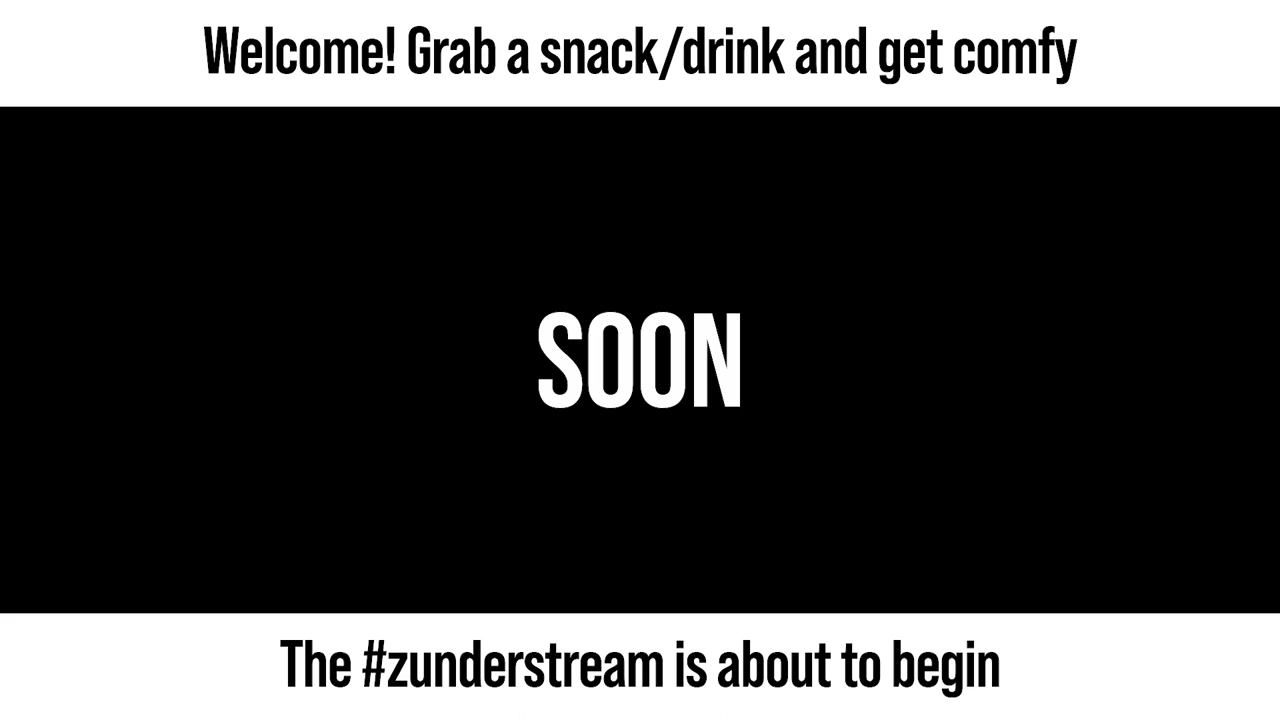 Welcome! Grab a snack/drink and get comfy
SOON
The #zunderstream is about to begin